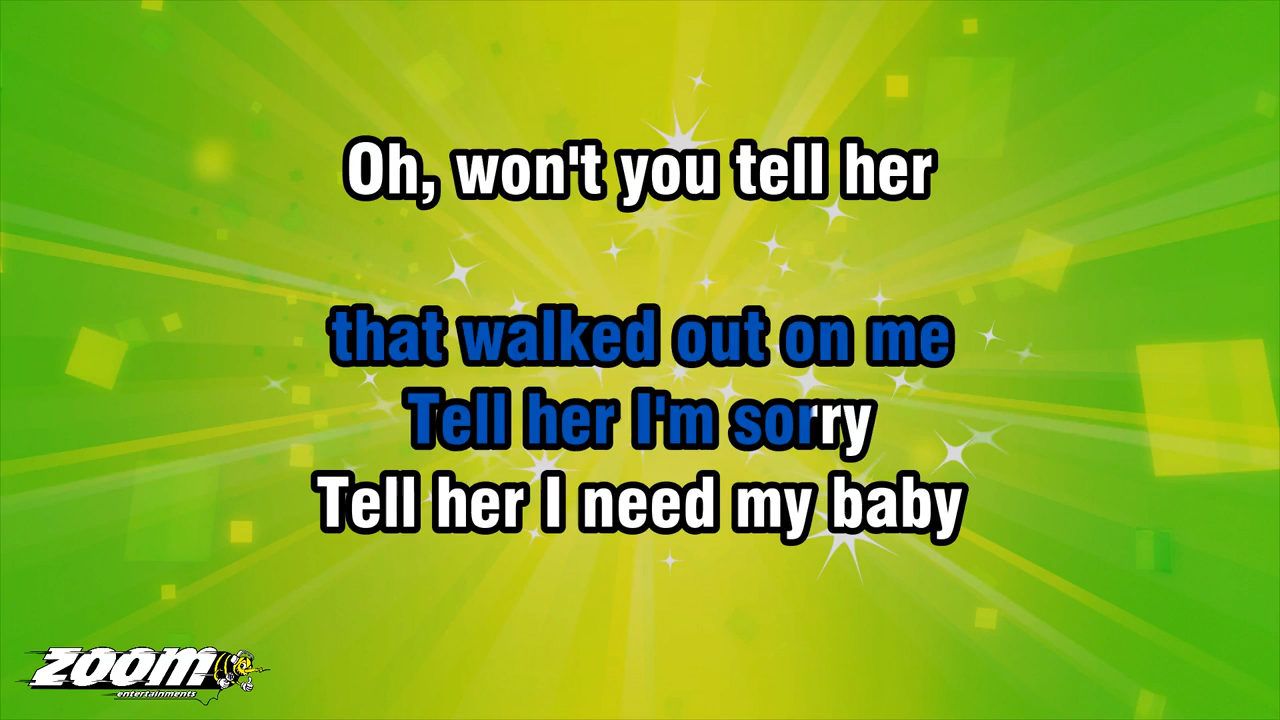 Oh, won't you tell her
that walked out on me
Tell her I'm sorry
Tell her I need my baby
ZOOM
entertainments